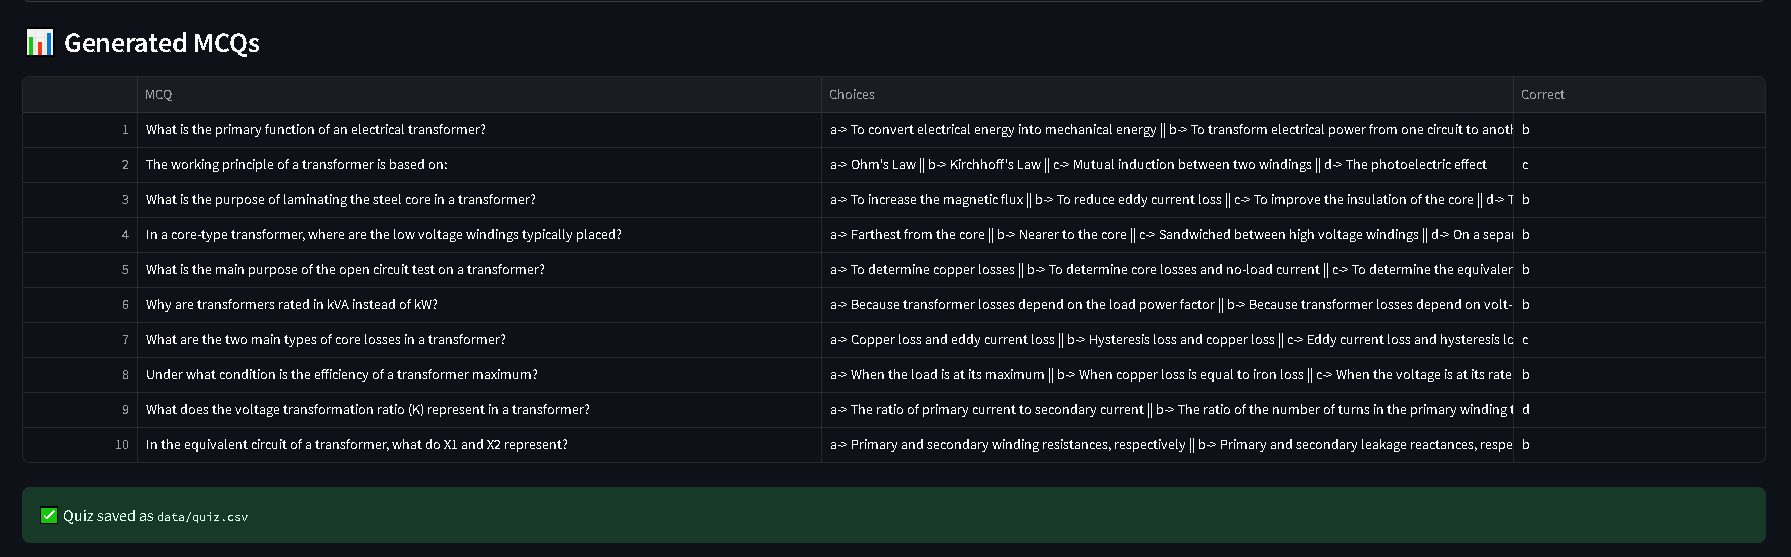 📊 Generated MCQs
MCQ Choices Correct
1 What is the primary function of an electrical transformer? a-> To convert electrical energy into mechanical energy || b-> To transform electrical power from one circuit to anoth b
2 The working principle of a transformer is based on: a-> Ohm's Law || b-> Kirchhoff's Law || c-> Mutual induction between two windings || d-> The photoelectric effect c
3 What is the purpose of laminating the steel core in a transformer? a-> To increase the magnetic flux || b-> To reduce eddy current loss || c-> To improve the insulation of the core || d-> T b
4 In a core-type transformer, where are the low voltage windings typically placed? a-> Farthest from the core || b-> Nearer to the core || c-> Sandwiched between high voltage windings || d-> On a separ b
5 What is the main purpose of the open circuit test on a transformer? a-> To determine copper losses || b-> To determine core losses and no-load current || c-> To determine the equivalen b
6 Why are transformers rated in kVA instead of kW? a-> Because transformer losses depend on the load power factor || b-> Because transformer losses depend on volt- b
7 What are the two main types of core losses in a transformer? a-> Copper loss and eddy current loss || b-> Hysteresis loss and copper loss || c-> Eddy current loss and hysteresis lo c
8 Under what condition is the efficiency of a transformer maximum? a-> When the load is at its maximum || b-> When copper loss is equal to iron loss || c-> When the voltage is at its rate b
9 What does the voltage transformation ratio (K) represent in a transformer? a-> The ratio of primary current to secondary current || b-> The ratio of the number of turns in the primary winding t d
10 In the equivalent circuit of a transformer, what do X1 and X2 represent? a-> Primary and secondary winding resistances, respectively || b-> Primary and secondary leakage reactances, respe b
✅ Quiz saved as data/quiz.csv